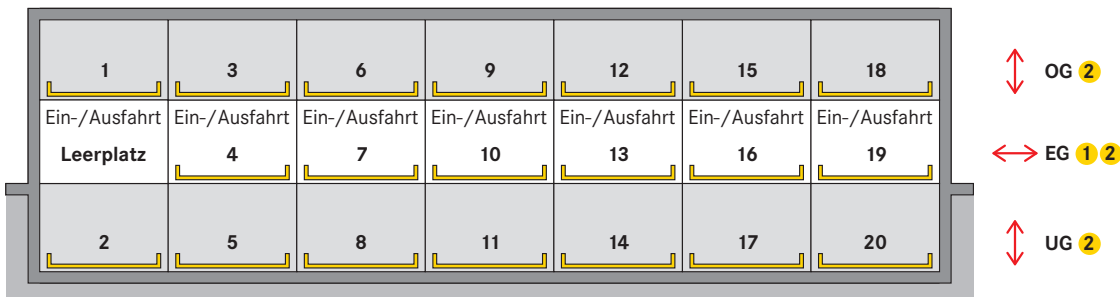 1 3 6 9 12 15 18 OG 2
Ein-/Ausfahrt Ein-/Ausfahrt Ein-/Ausfahrt Ein-/Ausfahrt Ein-/Ausfahrt Ein-/Ausfahrt Ein-/Ausfahrt
Leerplatz 4 7 10 13 16 19 EG 1 2
2 5 8 11 14 17 20 UG 2